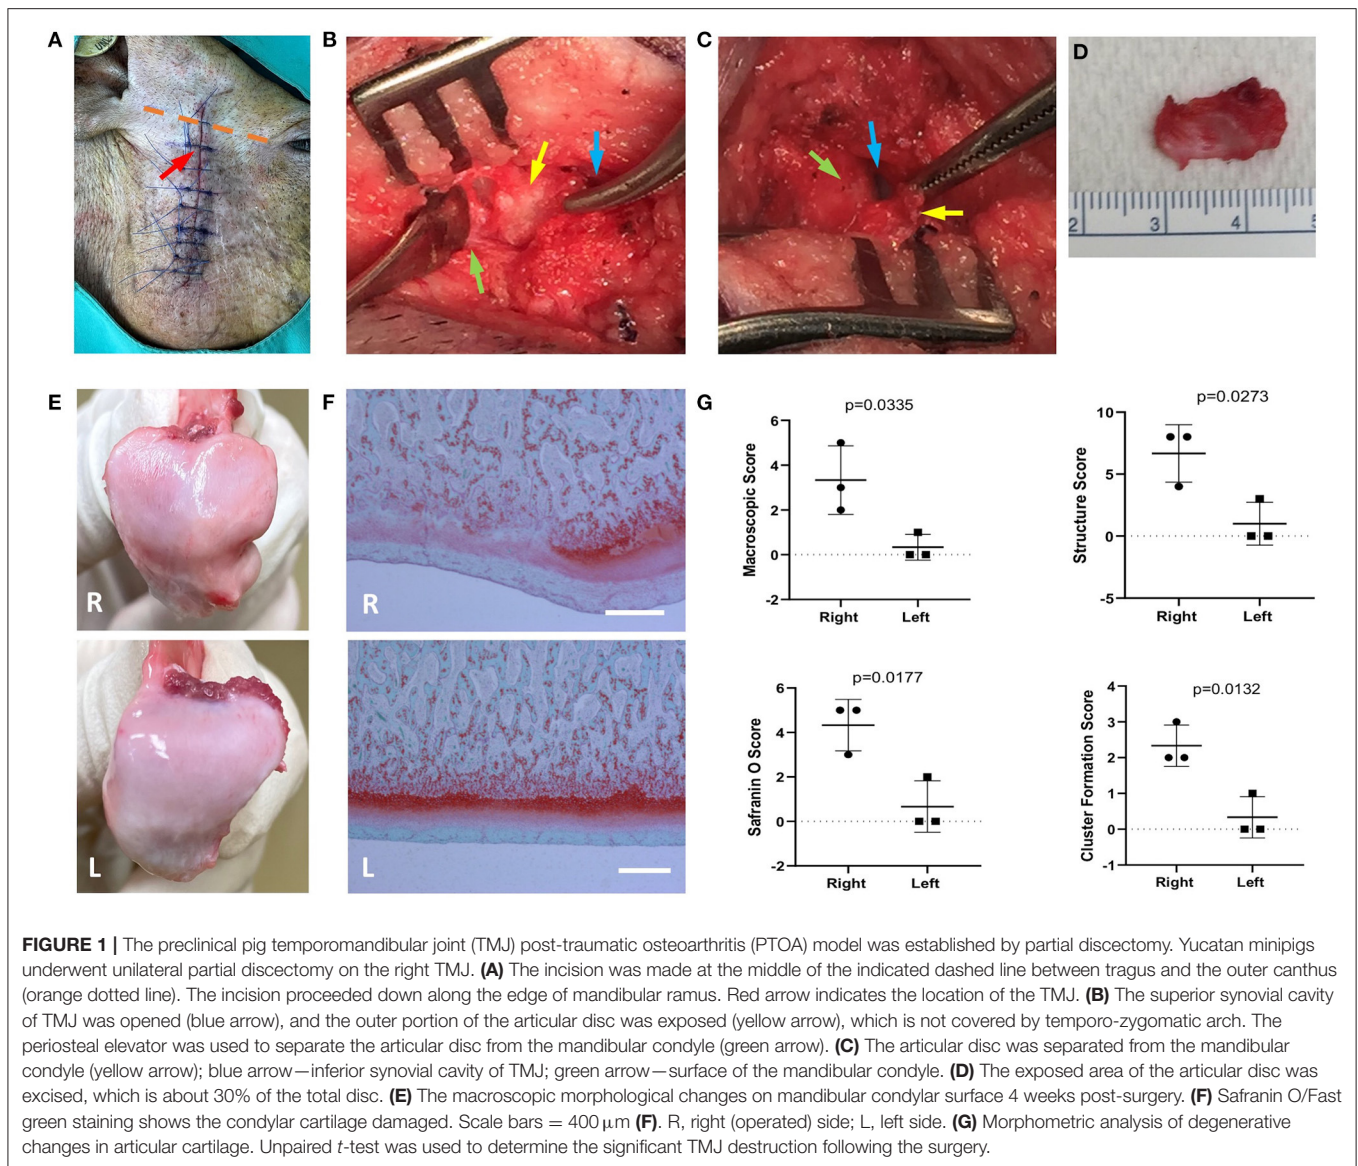 A
B
C
D
2
3
4
5
E
R
L
F
R
L
G
p=0.0335
Macroscopic Score
6
4
2
0
-2
Right
Left
p=0.0273
Structure Score
10
5
0
-5
Right
Left
p=0.0177
Safranin O Score
6
4
2
0
-2
Right
Left
p=0.0132
Cluster Formation Score
4
3
2
1
0
-1
Right
Left
FIGURE 1 | The preclinical pig temporomandibular joint (TMJ) post-traumatic osteoarthritis (PTOA) model was established by partial discectomy. Yucatan minipigs
underwent unilateral partial discectomy on the right TMJ. (A) The incision was made at the middle of the indicated dashed line between tragus and the outer canthus
(orange dotted line). The incision proceeded down along the edge of mandibular ramus. Red arrow indicates the location of the TMJ. (B) The superior synovial cavity
of TMJ was opened (blue arrow), and the outer portion of the articular disc was exposed (yellow arrow), which is not covered by temporo-zygomatic arch. The
periosteal elevator was used to separate the articular disc from the mandibular condyle (green arrow). (C) The articular disc was separated from the mandibular
condyle (yellow arrow); blue arrow—inferior synovial cavity of TMJ; green arrow—surface of the mandibular condyle. (D) The exposed area of the articular disc was
excised, which is about 30% of the total disc. (E) The macroscopic morphological changes on mandibular condylar surface 4 weeks post-surgery. (F) Safranin O/Fast
green staining shows the condylar cartilage damaged. Scale bars = 400 μm (F). R, right (operated) side; L, left side. (G) Morphometric analysis of degenerative
changes in articular cartilage. Unpaired t-test was used to determine the significant TMJ destruction following the surgery.